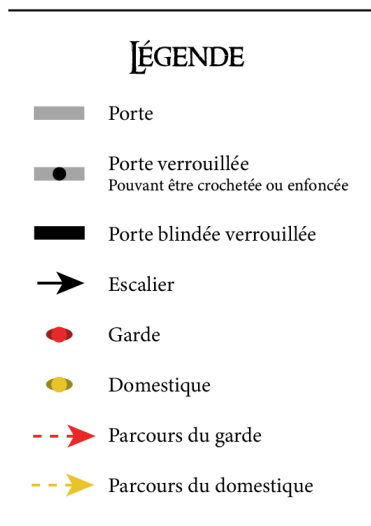 LÉGENDE
Porte
Porte verrouillée
Pouvant être crochetée ou enfoncée
Porte blindée verrouillée
Escalier
Garde
Domestique
Parcours du garde
Parcours du domestique